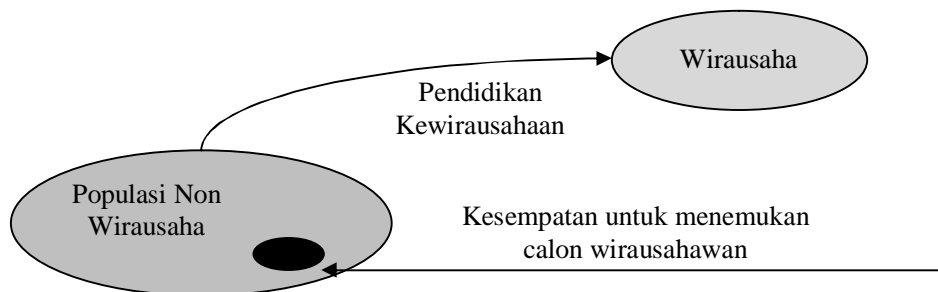 Wirausaha
Pendidikan
Kewirausahaan
Populasi Non
Wirausaha
Kesempatan untuk menemukan
calon wirausahawan